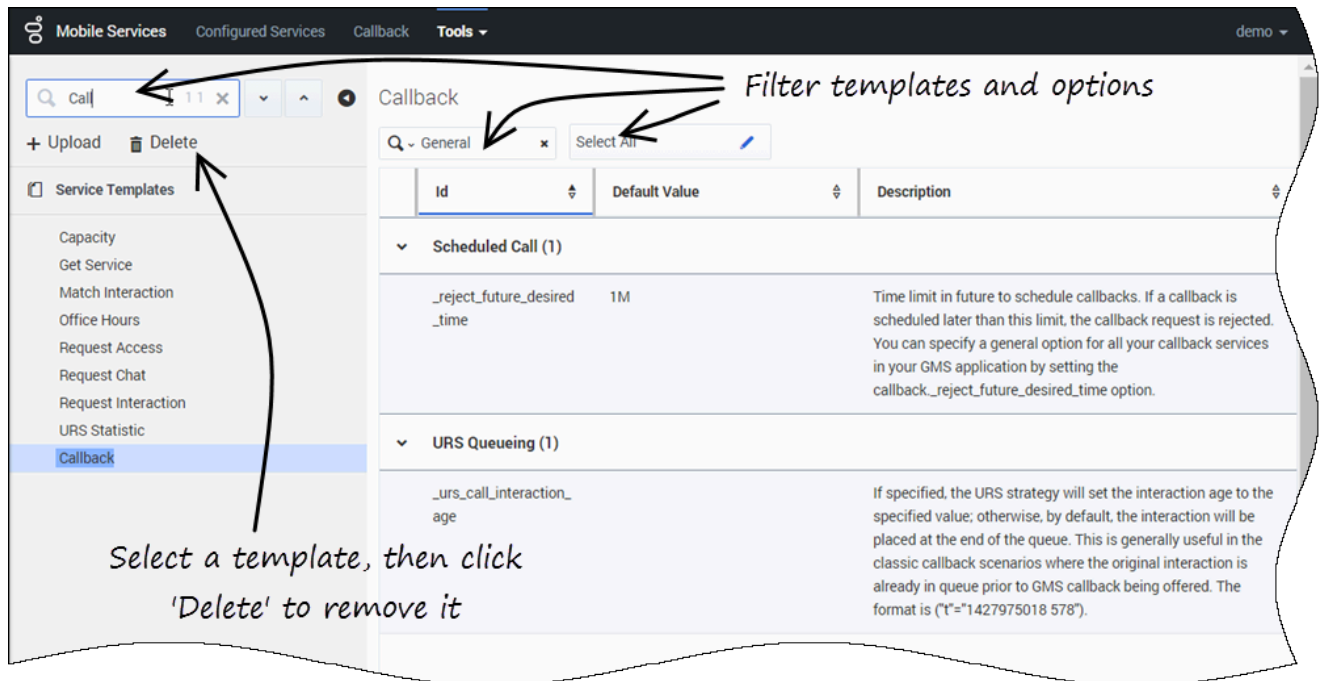 Mobile Services Configured Services Callback Tools demo
Call 1 1
Upload Delete
Service Templates
Capacity
Get Service
Match Interaction
Office Hours
Request Access
Request Chat
Request Interaction
URS Statistic
Callback
Select a template, then click
'Delete' to remove it
Filter templates and options
Callback
General Select All
Id Default Value Description
Scheduled Call (1)
_reject_future_desired
_time
1M
Time limit in future to schedule callbacks. If a callback is
scheduled later than this limit, the callback request is rejected.
You can specify a general option for all your callback services
in your GMS application by setting the
callback._reject_future_desired_time option.
URS Queueing (1)
_urs_call_interaction_
age
If specified, the URS strategy will set the interaction age to the
specified value; otherwise, by default, the interaction will be
placed at the end of the queue. This is generally useful in the
classic callback scenarios where the original interaction is
already in queue prior to GMS callback being offered. The
format is ("t"="1427975018 578").